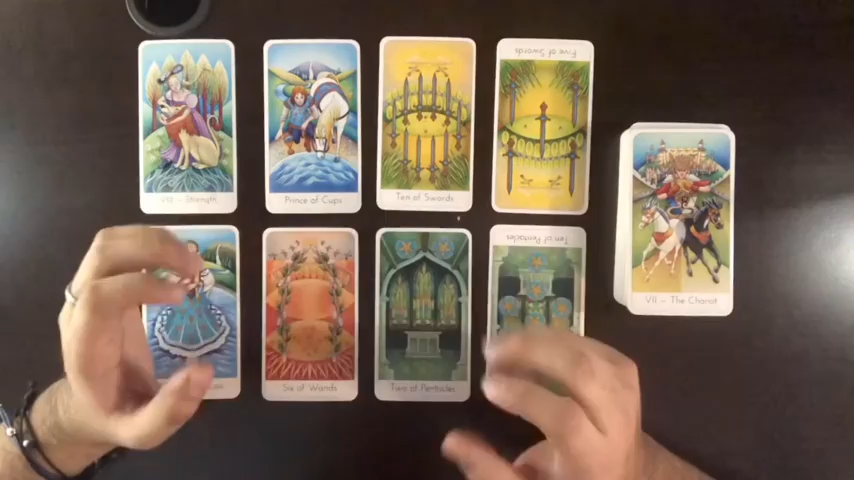 VIII – Strength
Prince of Cups
Ten of Swords
Five of Swords
Six of Wands
of Pentacles
Ten of Pentacles
VII – The Chariot